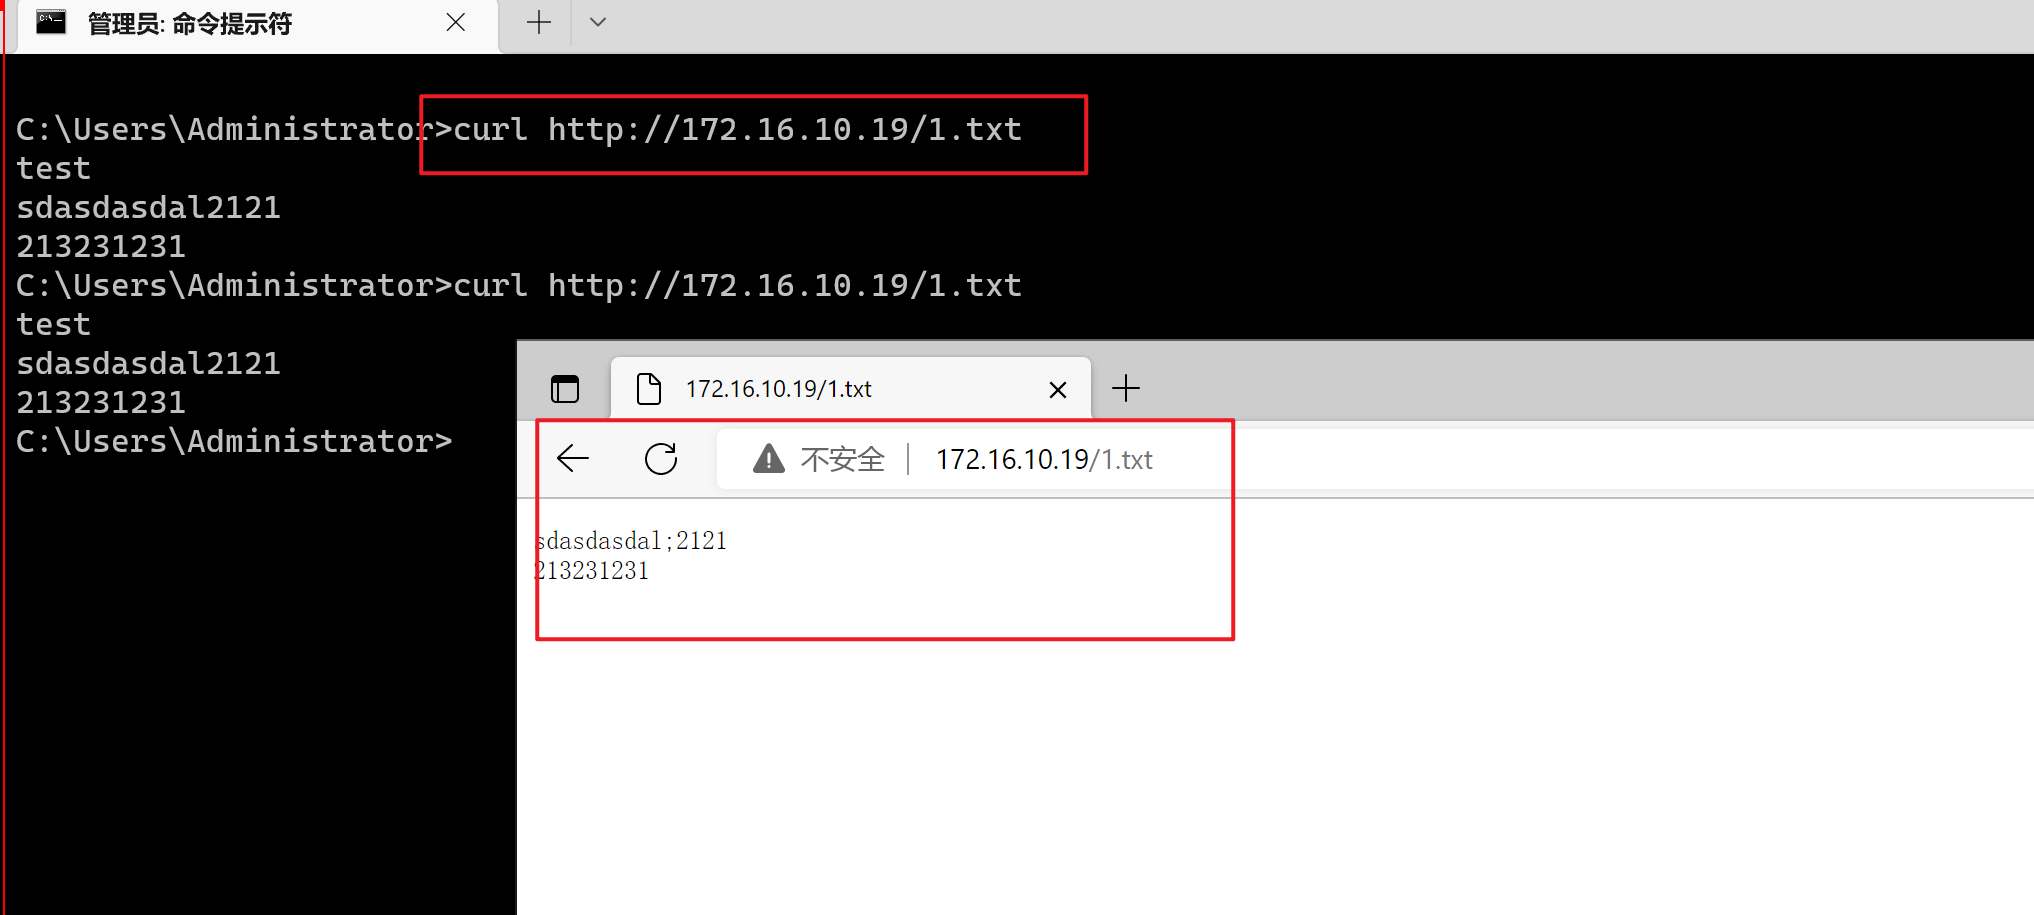 管理员: 命令提示符
C:\Users\Administrator>curl http://172.16.10.19/1.txt
test
sdasdasdal2121
213231231
C:\Users\Administrator>curl http://172.16.10.19/1.txt
test
sdasdasdal2121
213231231
C:\Users\Administrator>
172.16.10.19/1.txt
不安全 172.16.10.19/1.txt
sdasdasdal;2121
213231231